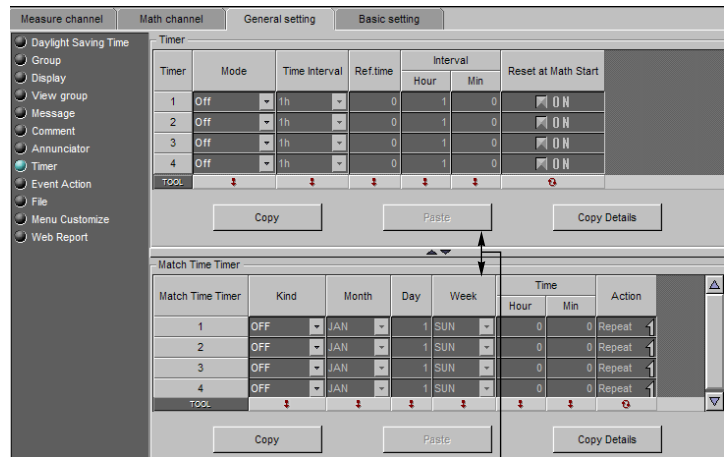 Measure channel Math channel General setting Basic setting
Daylight Saving Time
Group
Display
View group
Message
Comment
Annunciator
Timer
Event Action
File
Menu Customize
Web Report
Timer
Timer Mode Time Interval Ref.time Interval Reset at Math Start
Hour Min
1 Off 1h 0 1 0 ON
2 Off 1h 0 1 0 ON
3 Off 1h 0 1 0 ON
4 Off 1h 0 1 0 ON
TOOL
Copy Paste Copy Details
Match Time Timer
Match Time Timer Kind Month Day Week Time Action
Hour Min
1 OFF JAN 1 SUN 0 0 Repeat
2 OFF JAN 1 SUN 0 0 Repeat
3 OFF JAN 1 SUN 0 0 Repeat
4 OFF JAN 1 SUN 0 0 Repeat
TOOL
Copy Paste Copy Details